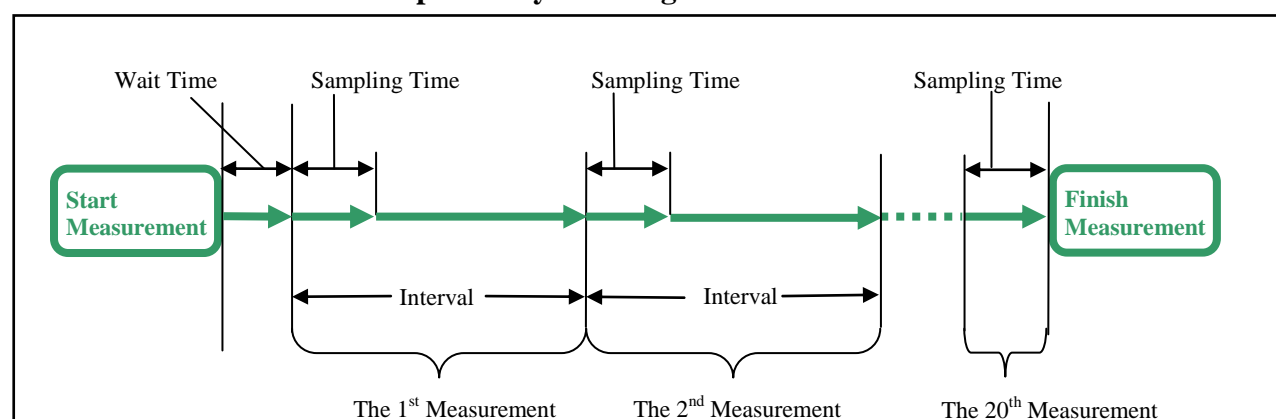 Wait Time Sampling Time Sampling Time Sampling Time
Start
Measurement
Finish
Measurement
Interval Interval
The 1st Measurement The 2nd Measurement The 20th Measurement